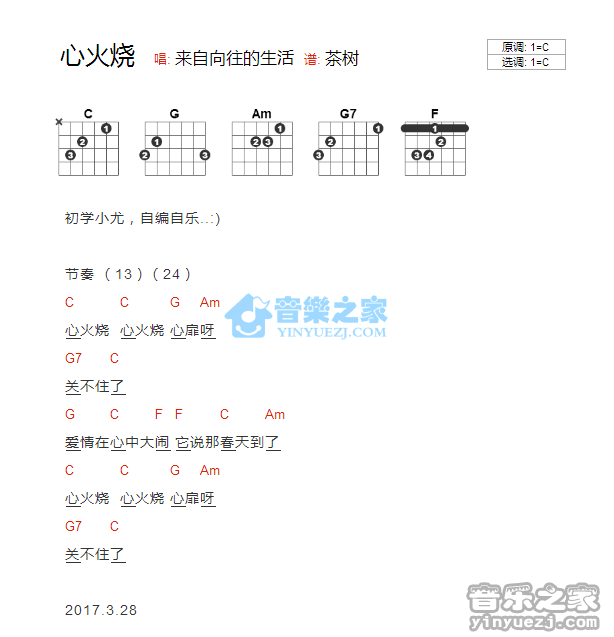 心火烧 唱: 来自向往的生活 谱: 茶树
原调: 1=C
选调: 1=C
C G Am G7 F
x 1 2 3 1 2 3 1 2 3 1 2 3 1 2 3 4
初学小尤，自编自乐..:)
节奏 （13）（24）
C C G Am
心火烧 心火烧 心扉呀
G7 C
关不住了
G C F F C Am
爱情在心中大闹 它说那春天到了
C C G Am
心火烧 心火烧 心扉呀
G7 C
关不住了
2017.3.28
音樂之家
YINYUEZJ.COM
音乐之家
yinyuezj.com